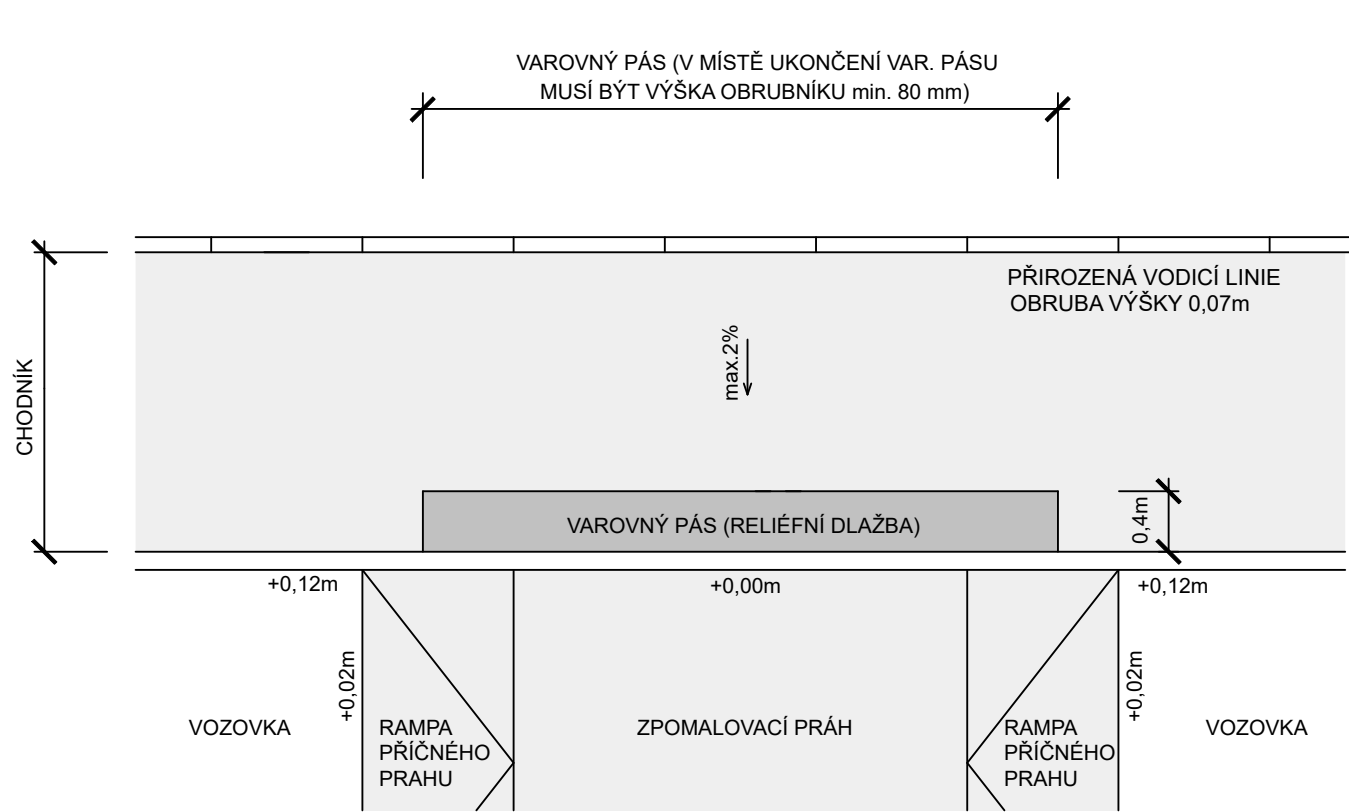 VAROVNÝ PÁS (V MÍSTĚ UKONČENÍ VAR. PÁSU
MUSÍ BÝT VÝŠKA OBRUBNÍKU min. 80 mm)
PŘIROZENÁ VODICÍ LINIE
OBRUBA VÝŠKY 0,07m
max.2%
CHODNÍK
VAROVNÝ PÁS (RELIÉFNÍ DLAŽBA)
0,4m
+0,12m
+0,00m
+0,12m
+0,02m
+0,02m
VOZOVKA
RAMPA
PŘÍČNÉHO
PRAHU
ZPOMALOVACÍ PRÁH
RAMPA
PŘÍČNÉHO
PRAHU
VOZOVKA